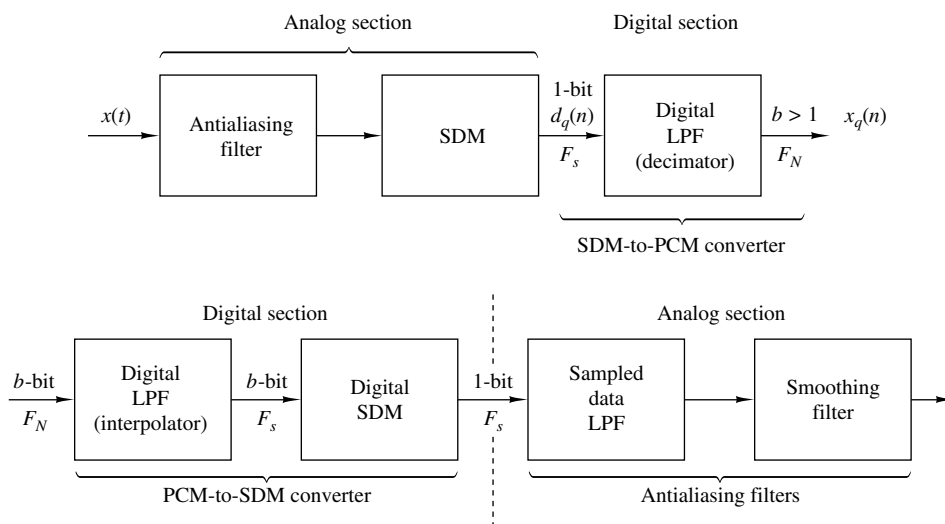 Analog section
Digital section
x(t)
Antialiasing
filter
SDM
1-bit
d_q(n)
F_s
Digital
LPF
(decimator)
b > 1
F_N
x_q(n)
SDM-to-PCM converter
Digital section
Analog section
b-bit
F_N
Digital
LPF
(interpolator)
b-bit
F_s
Digital
SDM
1-bit
F_s
Sampled
data
LPF
Smoothing
filter
PCM-to-SDM converter
Antialiasing filters